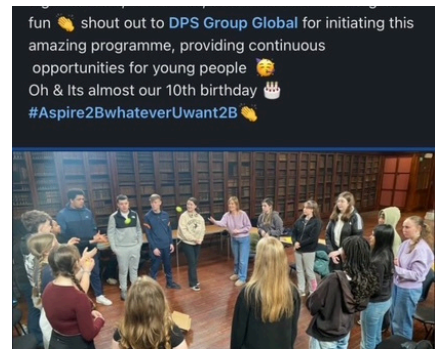 fun 👏 shout out to DPS Group Global for initiating this
amazing programme, providing continuous
opportunities for young people 🥳
Oh & Its almost our 10th birthday 🎂
#Aspire2BwhateverUwant2B👏